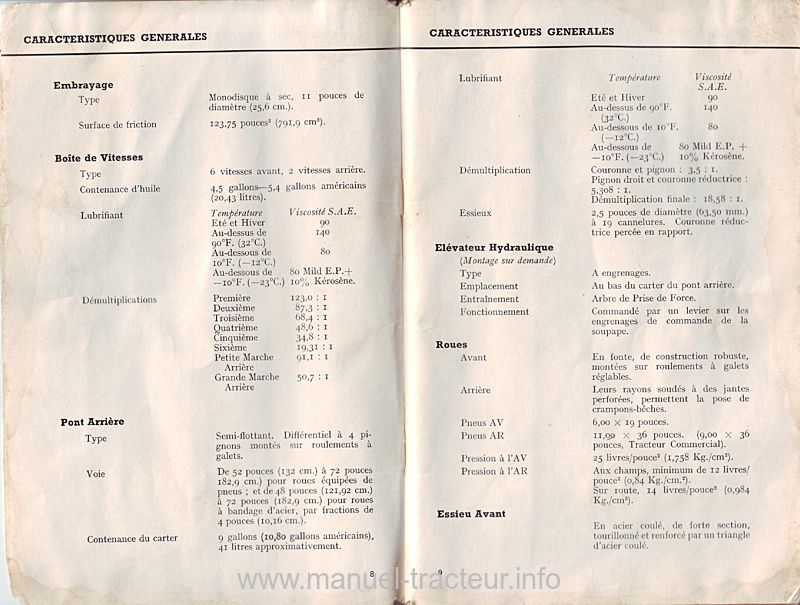 CARACTERISTIQUES GENERALES
Embrayage
Type Monodisque à sec, 11 pouces de
diamètre (25,6 cm.).
Surface de friction 123,75 pouces² (791,9 cm²).
Boîte de Vitesses
Type 6 vitesses avant, 2 vitesses arrière.
Contenance d'huile 4,5 gallons—5,4 gallons américains
(20,43 litres).
Lubrifiant Température Viscosité S.A.E.
Eté et Hiver 90
Au-dessus de 140
90°F. (32°C.)
Au-dessous de 80
10°F. (—12°C.)
Au-dessous de 80 Mild E.P. +
—10°F. (—23°C.) 10% Kérosène.
Démultiplications Première 123,0 : 1
Deuxième 87,3 : 1
Troisième 68,4 : 1
Quatrième 48,6 : 1
Cinquième 34,8 : 1
Sixième 19,31 : 1
Petite Marche 91,1 : 1
Arrière
Grande Marche 50,7 : 1
Arrière
Pont Arrière
Type Semi-flottant. Différentiel à 4 pi-
gnons montés sur roulements à
galets.
Voie De 52 pouces (132 cm.) à 72 pouces
182,9 cm.) pour roues équipées de
pneus ; et de 48 pouces (121,92 cm.)
à 72 pouces (182,9 cm.) pour roues
à bandage d'acier, par fractions de
4 pouces (10,16 cm.).
Contenance du carter 9 gallons (10,80 gallons américains),
41 litres approximativement.
8
CARACTERISTIQUES GENERALES
Lubrifiant Température Viscosité
S.A.E.
Eté et Hiver 90
Au-dessus de 90°F. 140
(32°C.)
Au-dessous de 10°F. 80
(—12°C.)
Au-dessous de 80 Mild E.P. +
—10°F. (—23°C.) 10% Kérosène.
Démultiplication Couronne et pignon : 3,5 : 1.
Pignon droit et couronne réductrice :
5,308 : 1.
Démultiplication finale : 18,58 : 1.
Essieux 2,5 pouces de diamètre (63,50 mm.)
à 19 cannelures. Couronne réduc-
trice percée en rapport.
Elévateur Hydraulique
(Montage sur demande)
Type A engrenages.
Emplacement Au bas du carter du pont arrière.
Entraînement Arbre de Prise de Force.
Fonctionnement Commandé par un levier sur les
engrenages de commande de la
soupape.
Roues
Avant En fonte, de construction robuste,
montées sur roulements à galets
réglables.
Arrière Leurs rayons soudés à des jantes
perforées, permettent la pose de
crampons-bêches.
Pneus AV 6,00 × 19 pouces.
Pneus AR 11,00 × 36 pouces. (9,00 × 36
pouces, Tracteur Commercial).
Pression à l'AV 25 livres/pouce² (1,758 Kg./cm²).
Pression à l'AR Aux champs, minimum de 12 livres/
pouce² (0,84 Kg./cm.²).
Sur route, 14 livres/pouce² (0,984
Kg./cm²).
Essieu Avant
En acier coulé, de forte section,
tourillonné et renforcé par un triangle
d'acier coulé.
9
www.manuel-tracteur.info